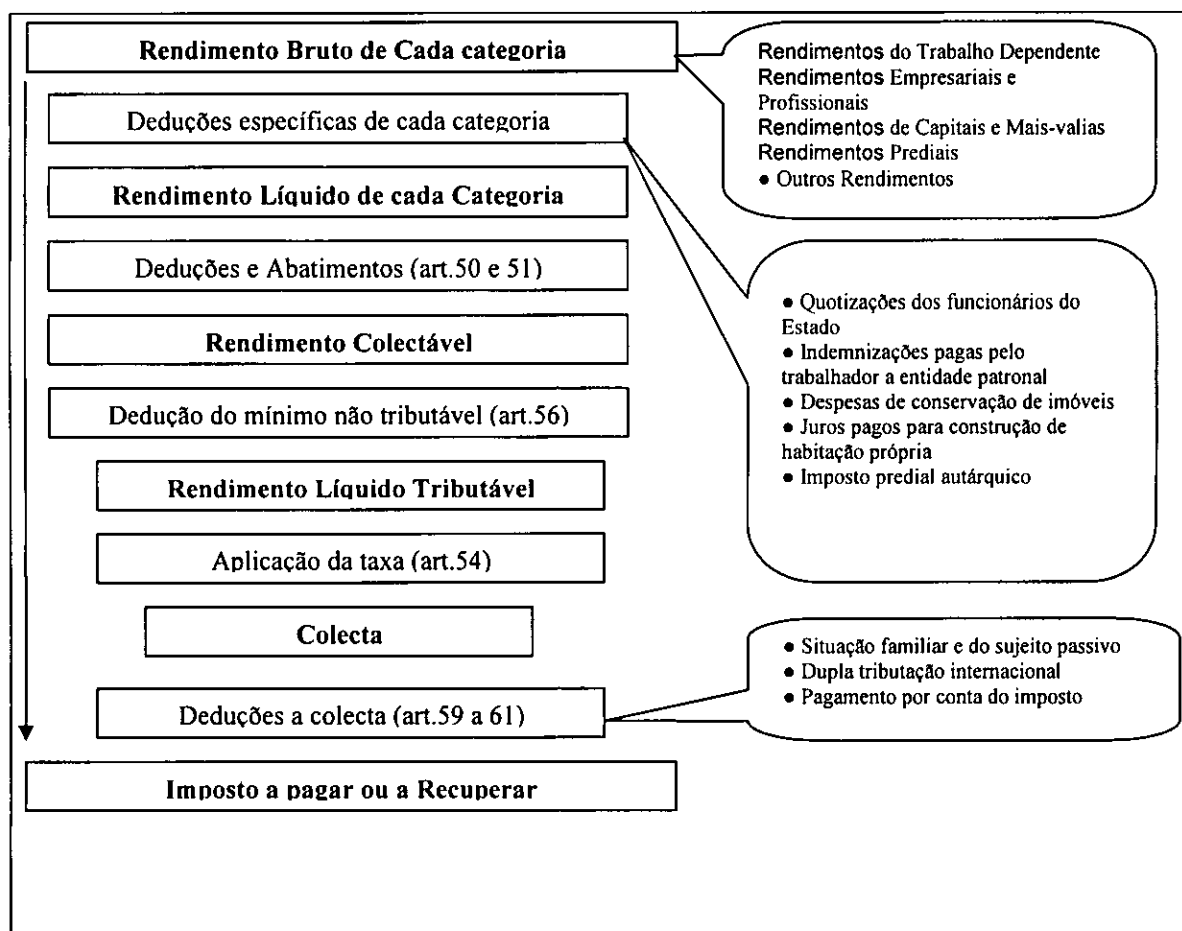 Rendimento Bruto de Cada categoria
Deduções específicas de cada categoria
Rendimento Líquido de cada Categoria
Deduções e Abatimentos (art.50 e 51)
Rendimento Colectável
Dedução do mínimo não tributável (art.56)
Rendimento Líquido Tributável
Aplicação da taxa (art.54)
Colecta
Deduções a colecta (art.59 a 61)
Imposto a pagar ou a Recuperar
Rendimentos do Trabalho Dependente
Rendimentos Empresariais e
Profissionais
Rendimentos de Capitais e Mais-valias
Rendimentos Prediais
● Outros Rendimentos
● Quotizações dos funcionários do
Estado
● Indemnizações pagas pelo
trabalhador a entidade patronal
● Despesas de conservação de imóveis
● Juros pagos para construção de
habitação própria
● Imposto predial autárquico
● Situação familiar e do sujeito passivo
● Dupla tributação internacional
● Pagamento por conta do imposto